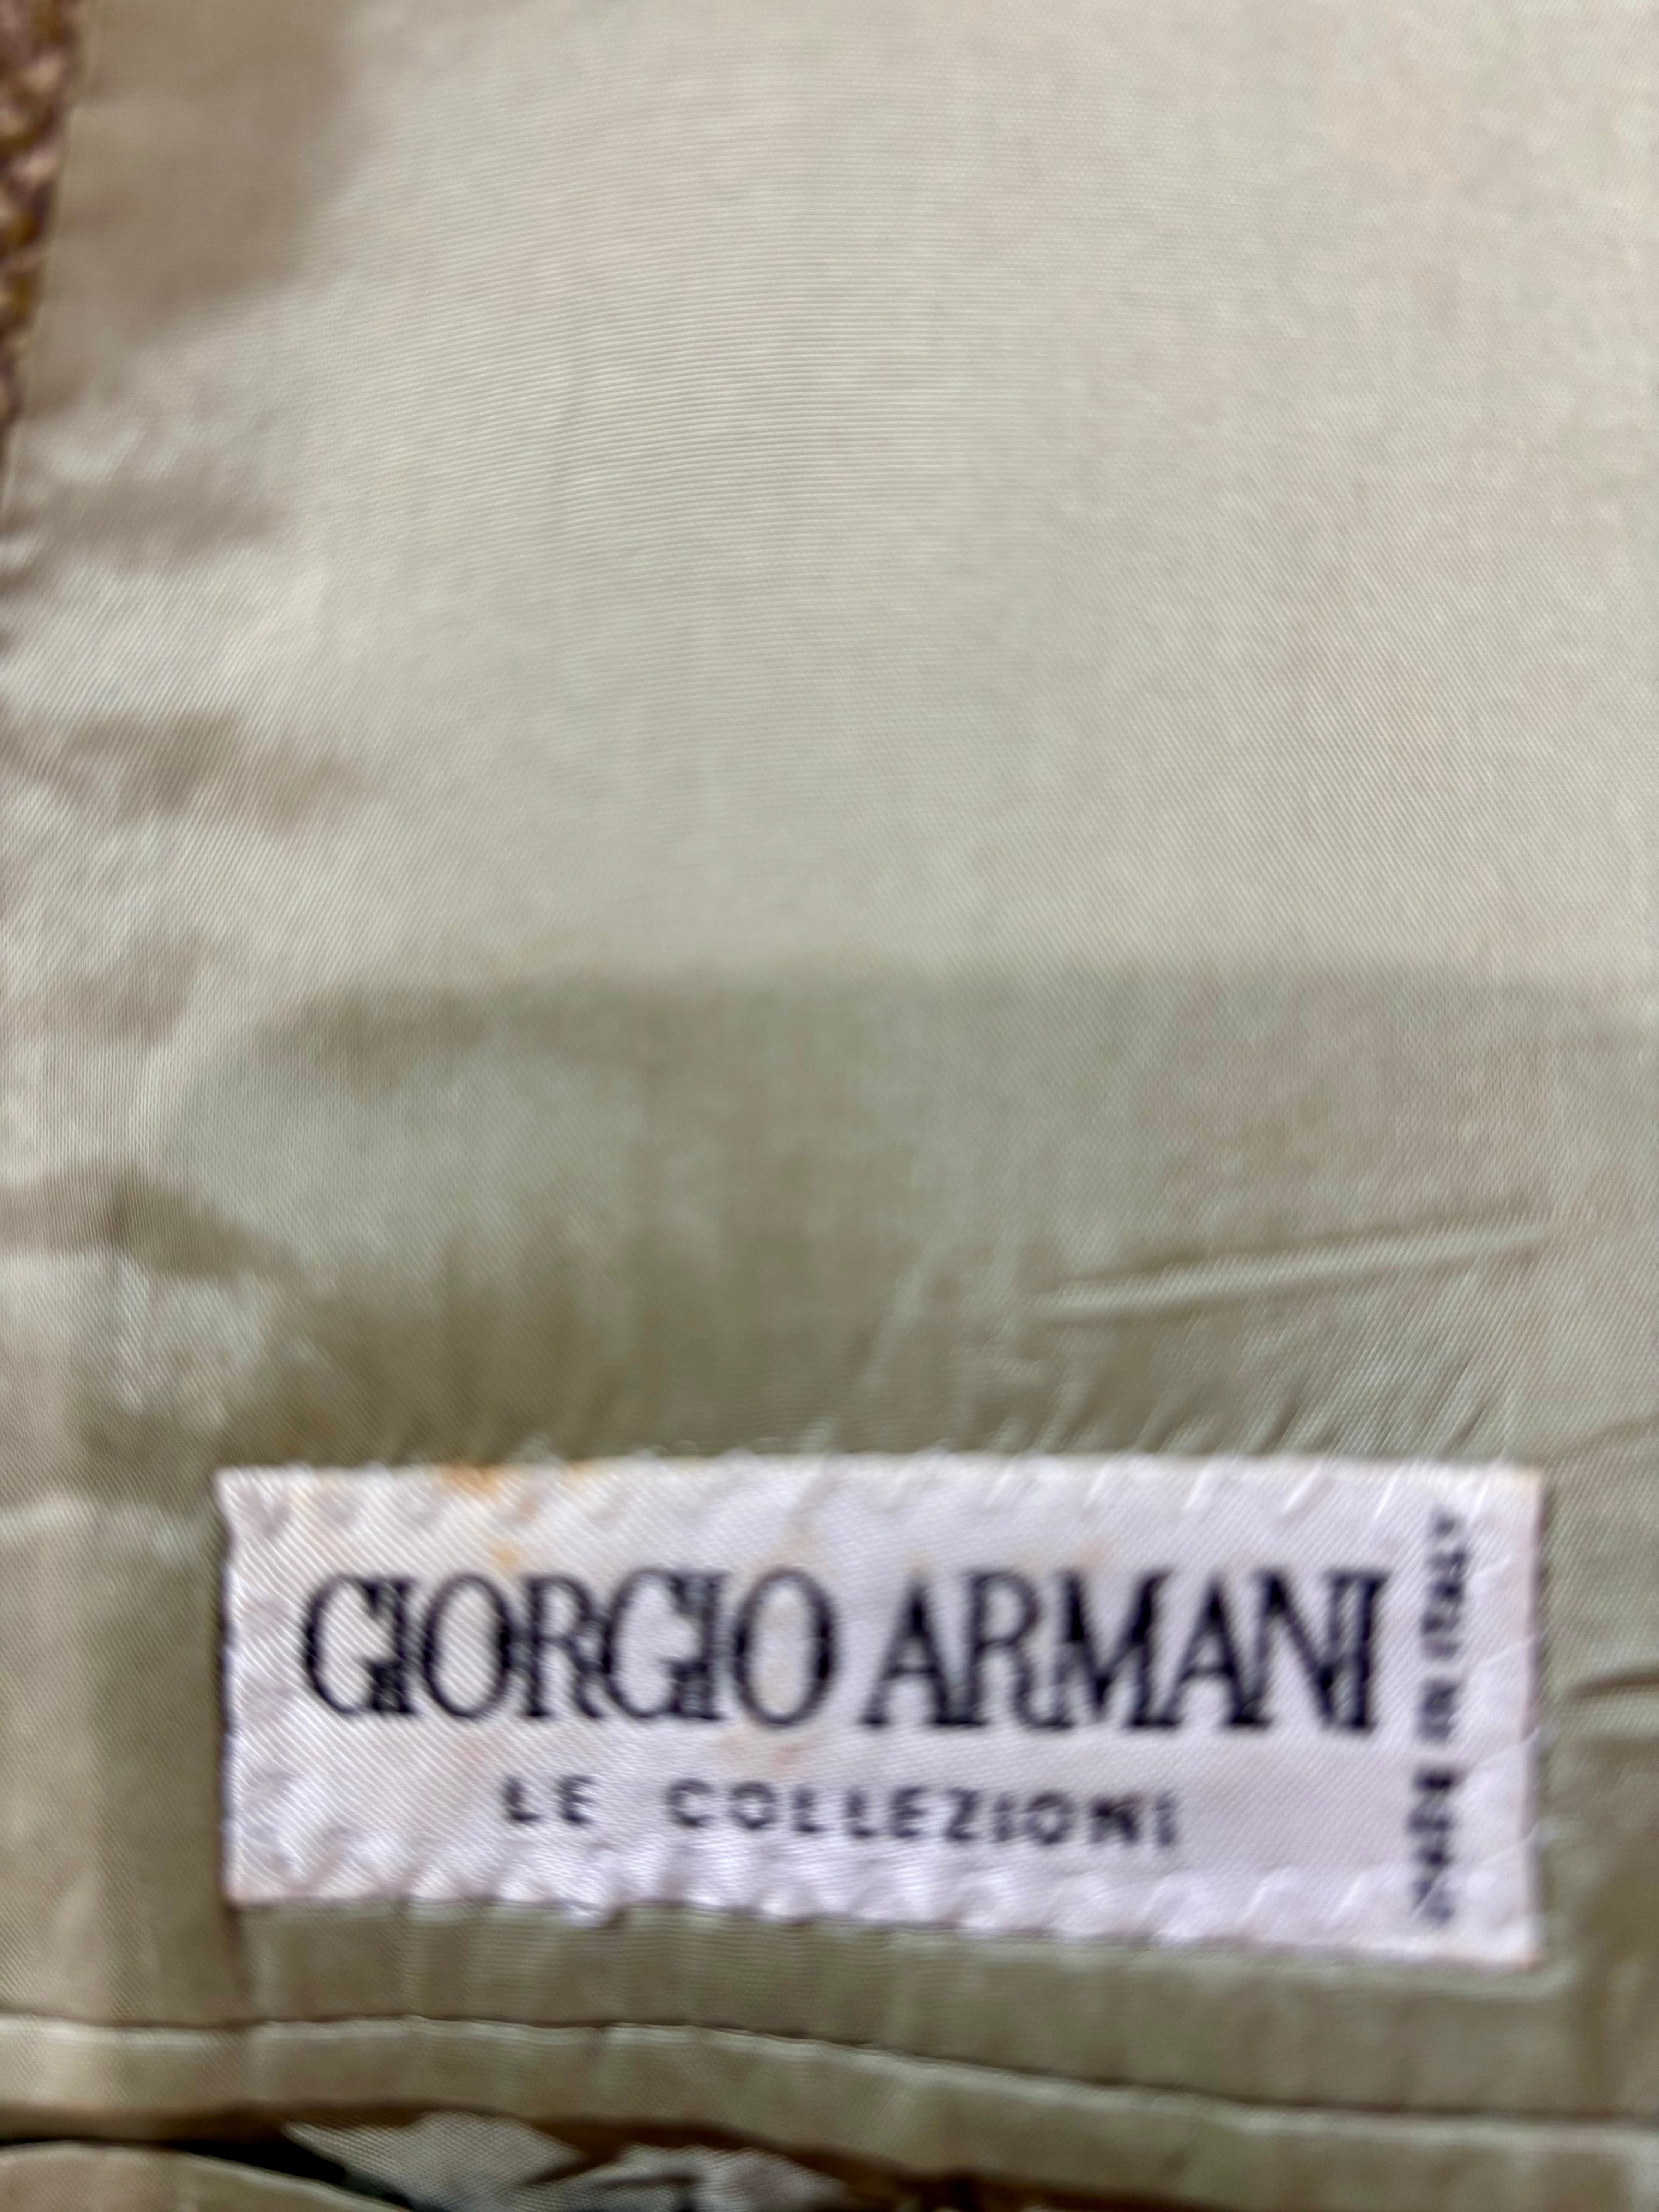 GIORGIO ARMANI
LE COLLEZIONI
MADE IN ITALY